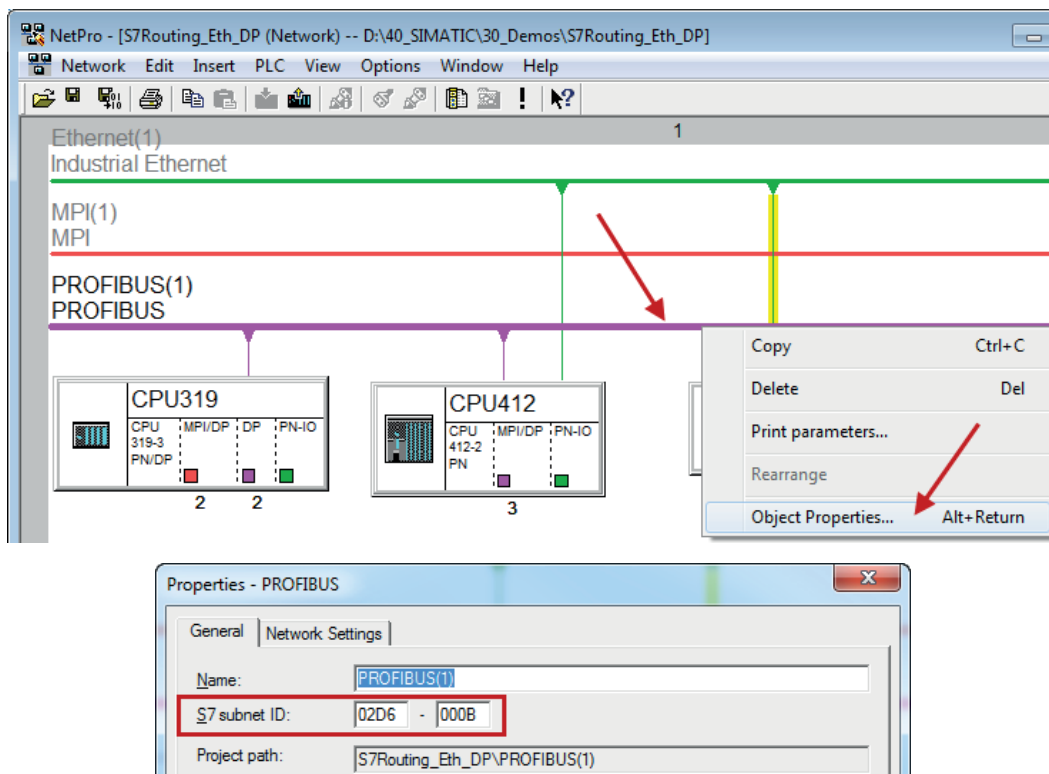 NetPro - [S7Routing_Eth_DP (Network) -- D:\40_SIMATIC\30_Demos\S7Routing_Eth_DP]
Network Edit Insert PLC View Options Window Help
1
Ethernet(1)
Industrial Ethernet
MPI(1)
MPI
PROFIBUS(1)
PROFIBUS
CPU319
CPU 319-3 PN/DP
MPI/DP
DP
PN-IO
2
2
CPU412
CPU 412-2 PN
MPI/DP
PN-IO
3
Copy Ctrl+C
Delete Del
Print parameters...
Rearrange
Object Properties... Alt+Return
Properties - PROFIBUS
General
Network Settings
Name: PROFIBUS(1)
S7 subnet ID: 02D6 - 000B
Project path: S7Routing_Eth_DP\PROFIBUS(1)